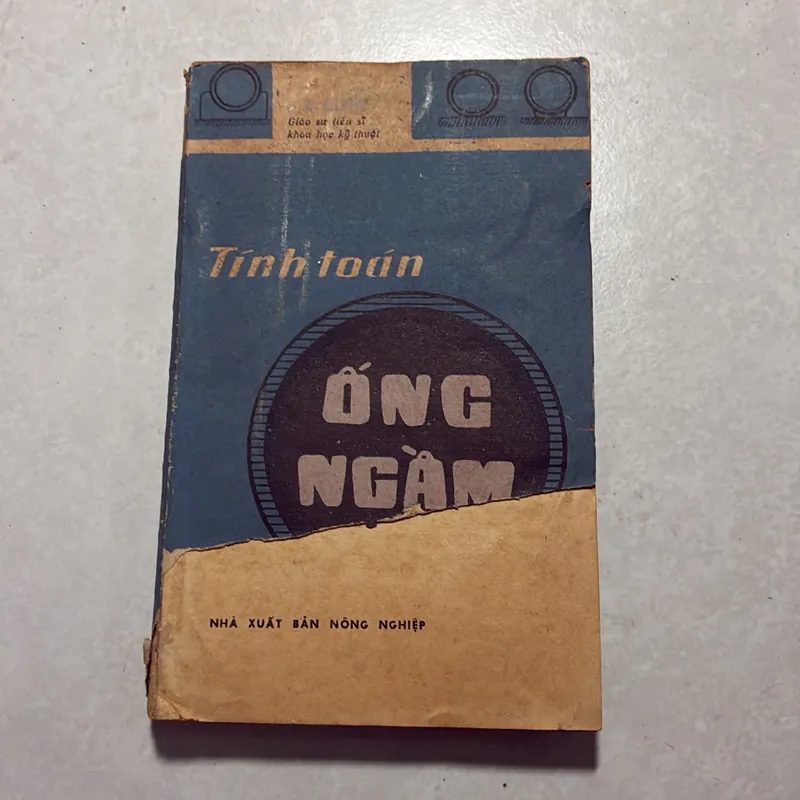 Giáo sư tiến sĩ
khoa học kỹ thuật
Tính toán
ỐNG
NGẦM
NHÀ XUẤT BẢN NÔNG NGHIỆP